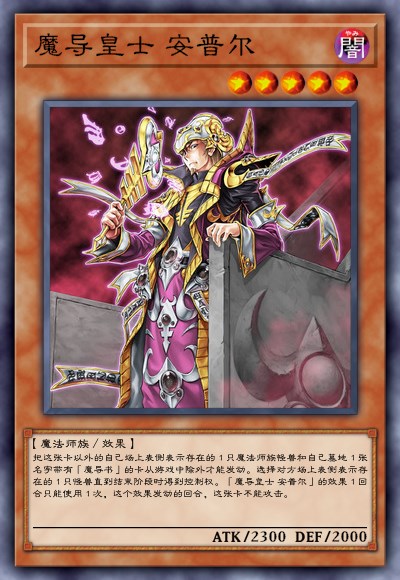 魔导皇士 安普尔
やみ
闇
【魔法师族／效果】
把这张卡以外的自己场上表侧表示存在的1只魔法师族怪兽和自己墓地1张
名字带有「魔导书」的卡从游戏中除外才能发动。选择对方场上表侧表示存
在的1只怪兽直到结束阶段时得到控制权。「魔导皇士 安普尔」的效果1回
合只能使用1次，这个效果发动的回合，这张卡不能攻击。
ATK/2300 DEF/2000